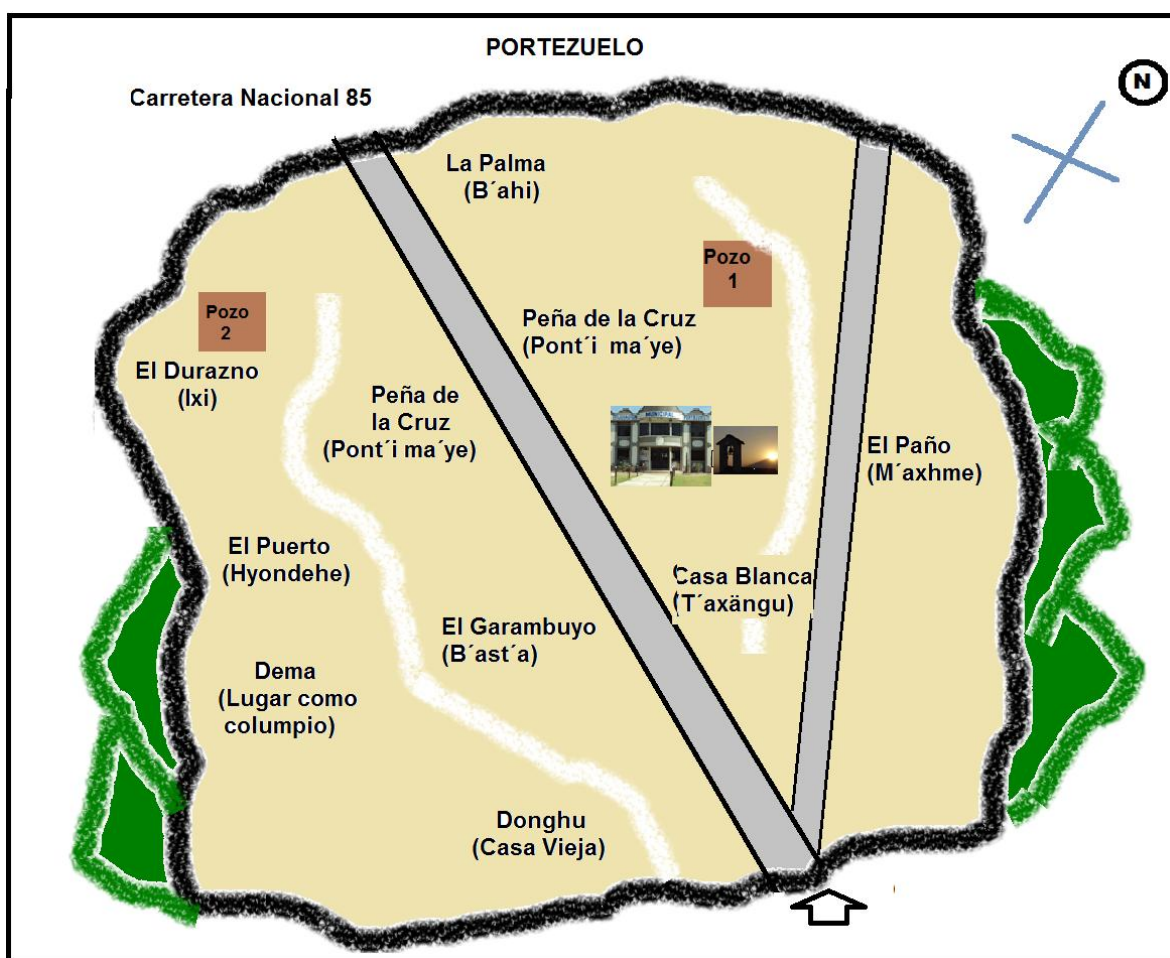 PORTEZUELO
N
Carretera Nacional 85
La Palma
(B´ahi)
Pozo
1
Pozo
2
Peña de la Cruz
(Pont´i ma´ye)
El Durazno
(Ixi)
Peña de
la Cruz
(Pont´i ma´ye)
MUNICIPAL
El Paño
(M´axhme)
El Puerto
(Hyondehe)
Casa Blanca
(T´axängu)
El Garambuyo
(B´ast´a)
Dema
(Lugar como
columpio)
Donghu
(Casa Vieja)